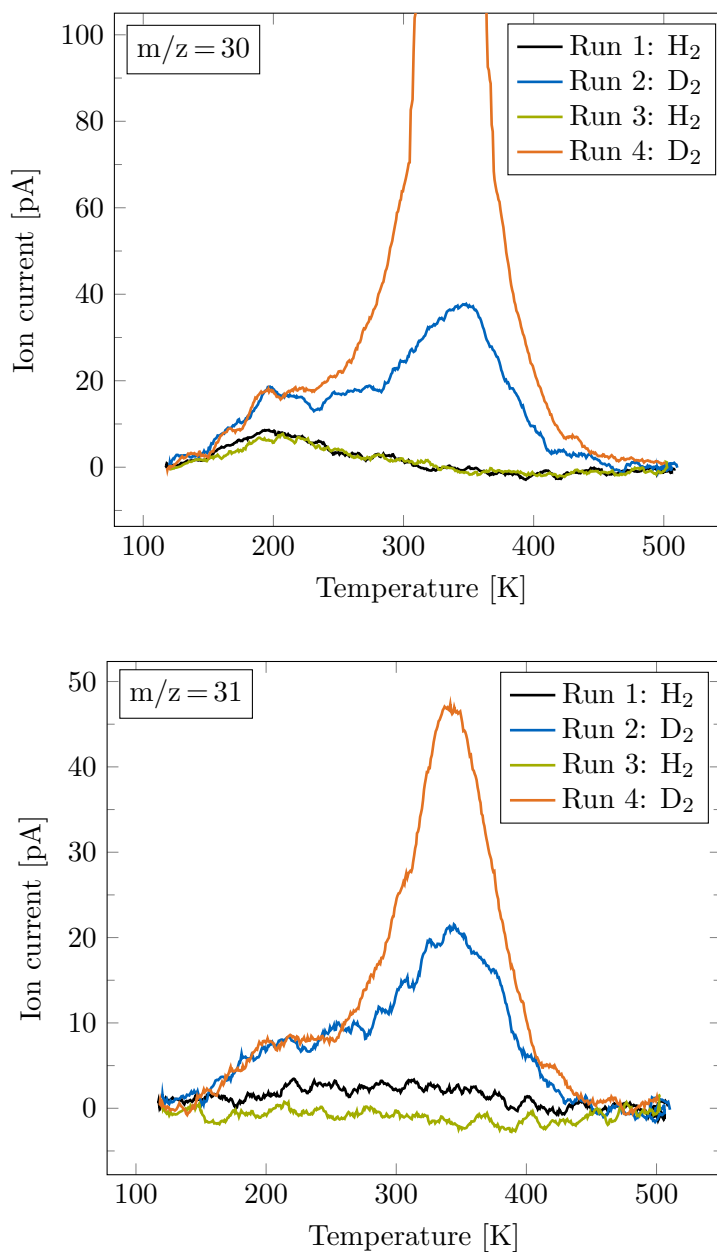 m/z = 30
Run 1: H₂
Run 2: D₂
Run 3: H₂
Run 4: D₂
Ion current [pA]
100
80
60
40
20
0
100 200 300 400 500
Temperature [K]
m/z = 31
Run 1: H₂
Run 2: D₂
Run 3: H₂
Run 4: D₂
Ion current [pA]
50
40
30
20
10
0
100 200 300 400 500
Temperature [K]